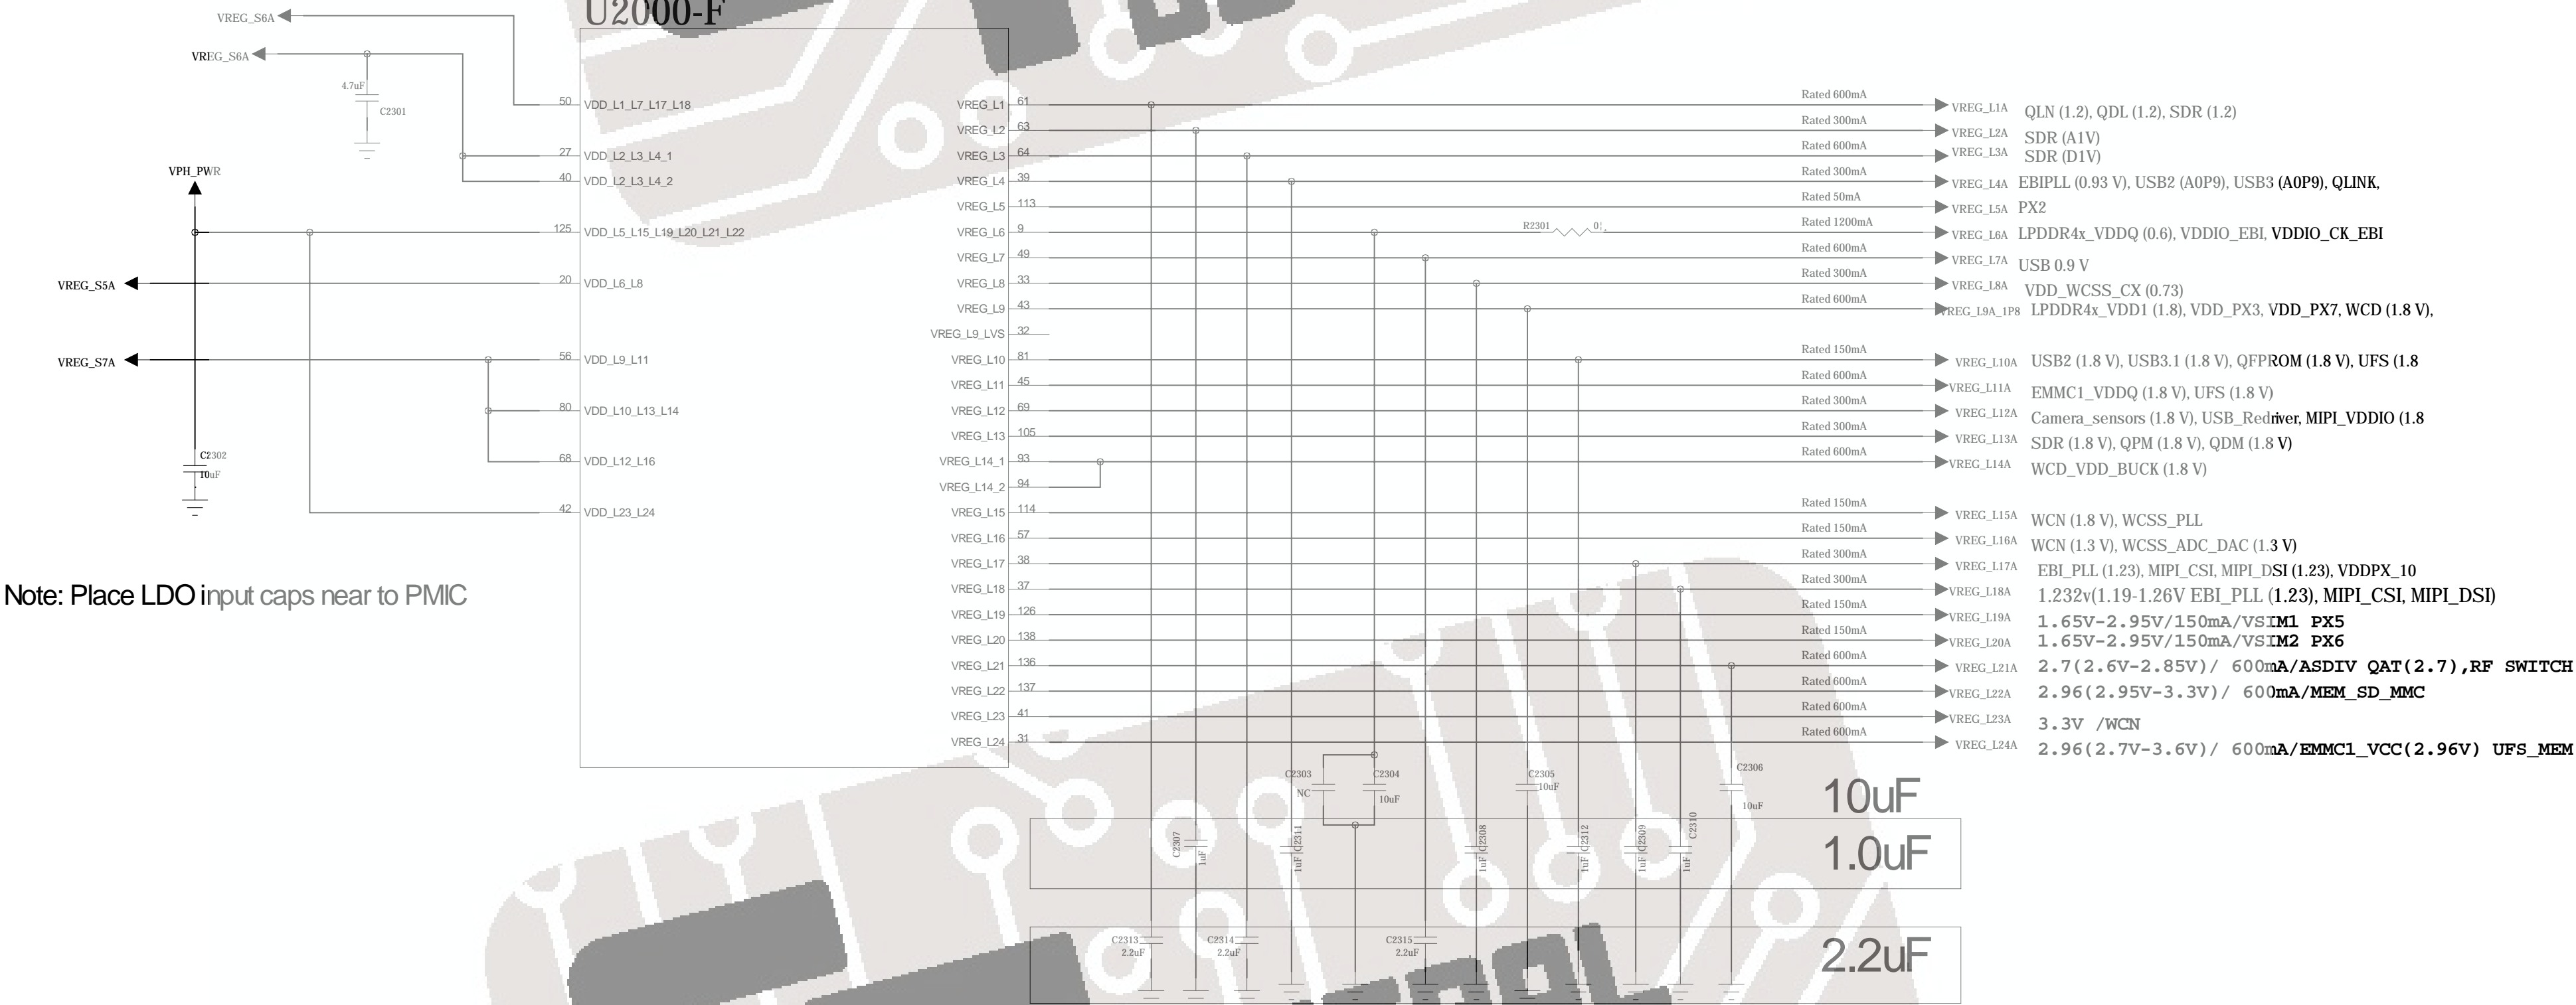 U2000-F
VREG_S6A
VREG_S6A
4.7uF
C2301
VPH_PWR
VREG_S5A
VREG_S7A
C2302
10uF
Note: Place LDO input caps near to PMIC
50 VDD_L1_L7_L17_L18
27 VDD_L2_L3_L4_1
40 VDD_L2_L3_L4_2
125 VDD_L5_L15_L19_L20_L21_L22
20 VDD_L6_L8
56 VDD_L9_L11
80 VDD_L10_L13_L14
68 VDD_L12_L16
42 VDD_L23_L24
VREG_L1 61 Rated 600mA VREG_L1A QLN (1.2), QDL (1.2), SDR (1.2)
VREG_L2 63 Rated 300mA VREG_L2A SDR (A1V)
VREG_L3 64 Rated 600mA VREG_L3A SDR (D1V)
VREG_L4 39 Rated 300mA VREG_L4A EBIPLL (0.93 V), USB2 (A0P9), USB3 (A0P9), QLINK,
VREG_L5 113 Rated 50mA VREG_L5A PX2
VREG_L6 9 R2301 Rated 1200mA VREG_L6A LPDDR4x_VDDQ (0.6), VDDIO_EBI, VDDIO_CK_EBI
VREG_L7 49 Rated 600mA VREG_L7A USB 0.9 V
VREG_L8 33 Rated 300mA VREG_L8A VDD_WCSS_CX (0.73)
VREG_L9 43 Rated 600mA VREG_L9A_1P8 LPDDR4x_VDD1 (1.8), VDD_PX3, VDD_PX7, WCD (1.8 V),
VREG_L9_LVS 32
VREG_L10 81 Rated 150mA VREG_L10A USB2 (1.8 V), USB3.1 (1.8 V), QFPROM (1.8 V), UFS (1.8
VREG_L11 45 Rated 600mA VREG_L11A EMMC1_VDDQ (1.8 V), UFS (1.8 V)
VREG_L12 69 Rated 300mA VREG_L12A Camera_sensors (1.8 V), USB_Redriver, MIPI_VDDIO (1.8
VREG_L13 105 Rated 300mA VREG_L13A SDR (1.8 V), QPM (1.8 V), QDM (1.8 V)
VREG_L14_1 93 Rated 600mA VREG_L14A WCD_VDD_BUCK (1.8 V)
VREG_L14_2 94
VREG_L15 114 Rated 150mA VREG_L15A WCN (1.8 V), WCSS_PLL
VREG_L16 57 Rated 150mA VREG_L16A WCN (1.3 V), WCSS_ADC_DAC (1.3 V)
VREG_L17 38 Rated 300mA VREG_L17A EBI_PLL (1.23), MIPI_CSI, MIPI_DSI (1.23), VDDPX_10
VREG_L18 37 Rated 300mA VREG_L18A 1.232v(1.19-1.26V EBI_PLL (1.23), MIPI_CSI, MIPI_DSI)
VREG_L19 126 Rated 150mA VREG_L19A 1.65V-2.95V/150mA/VSIM1 PX5
VREG_L20 138 Rated 150mA VREG_L20A 1.65V-2.95V/150mA/VSIM2 PX6
VREG_L21 136 Rated 600mA VREG_L21A 2.7(2.6V-2.85V)/ 600mA/ASDIV QAT(2.7),RF SWITCH
VREG_L22 137 Rated 600mA VREG_L22A 2.96(2.95V-3.3V)/ 600mA/MEM_SD_MMC
VREG_L23 41 Rated 600mA VREG_L23A 3.3V /WCN
VREG_L24 31 Rated 600mA VREG_L24A 2.96(2.7V-3.6V)/ 600mA/EMMC1_VCC(2.96V) UFS_MEM
C2303 NC
C2304 10uF
C2305 10uF
C2306 10uF
10uF
C2307 1uF
1uF C2311
1uF C2308
1uF C2312
1uF C2309
1uF C2310
1.0uF
C2313 2.2uF
C2314 2.2uF
C2315 2.2uF
2.2uF